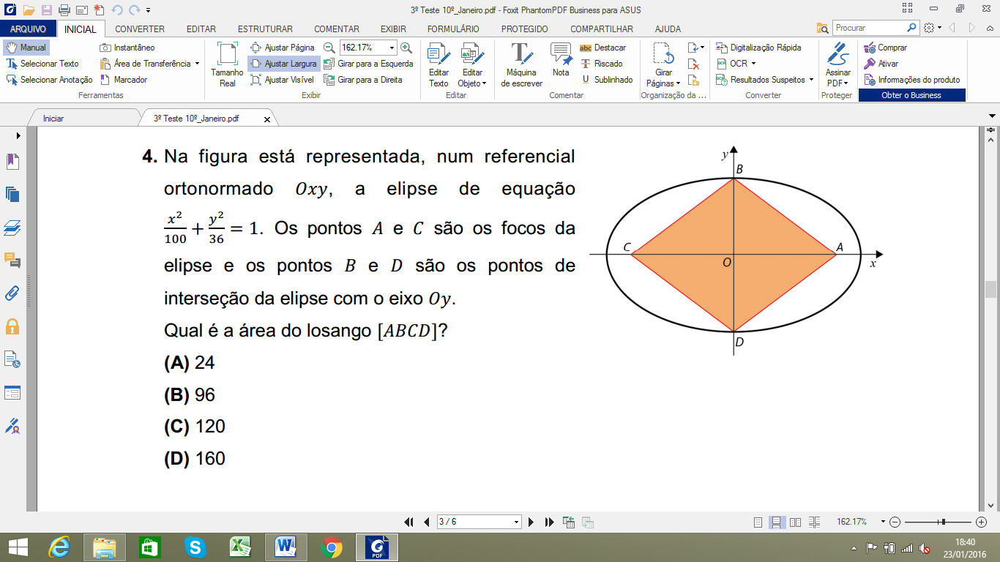 3º Teste 10º_Janeiro.pdf - Foxit PhantomPDF Business para ASUS
ARQUIVO INICIAL CONVERTER EDITAR ESTRUTURAR COMENTAR EXIBIR FORMULÁRIO PROTEGIDO COMPARTILHAR AJUDA Procurar
Manual
Selecionar Texto
Selecionar Anotação
Instantâneo
Área de Transferência
Marcador
Ferramentas
Tamanho
Real
Ajustar Página
Ajustar Largura
Ajustar Visível
162.17%
Girar para a Esquerda
Girar para a Direita
Exibir
Editar
Texto
Editar
Objeto
Editar
Máquina
de escrever
Nota
abc Destacar
T Riscado
U Sublinhado
Comentar
Girar
Páginas
Organização da ...
Digitalização Rápida
OCR
Resultados Suspeitos
Converter
Assinar
PDF
Proteger
Comprar
Ativar
Informações do produto
Obter o Business
Iniciar
3º Teste 10º_Janeiro.pdf
4. Na figura está representada, num referencial
ortonormado Oxy, a elipse de equação
x²/100 + y²/36 = 1. Os pontos A e C são os focos da
elipse e os pontos B e D são os pontos de
interseção da elipse com o eixo Oy.
Qual é a área do losango [ABCD]?
(A) 24
(B) 96
(C) 120
(D) 160
y
B
C
A
O
x
D
3 / 6
162.17%
PDF
18:40
23/01/2016